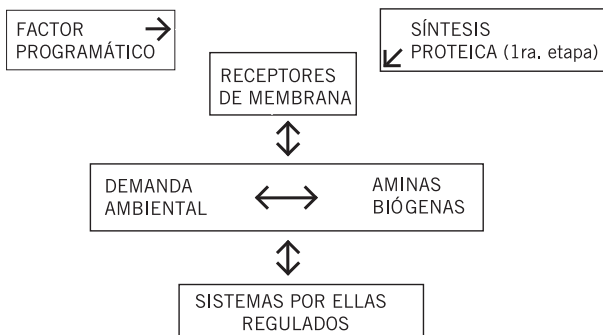 FACTOR
PROGRAMÁTICO
SÍNTESIS
PROTEICA (1ra. etapa)
RECEPTORES
DE MEMBRANA
DEMANDA
AMBIENTAL
AMINAS
BIÓGENAS
SISTEMAS POR ELLAS
REGULADOS